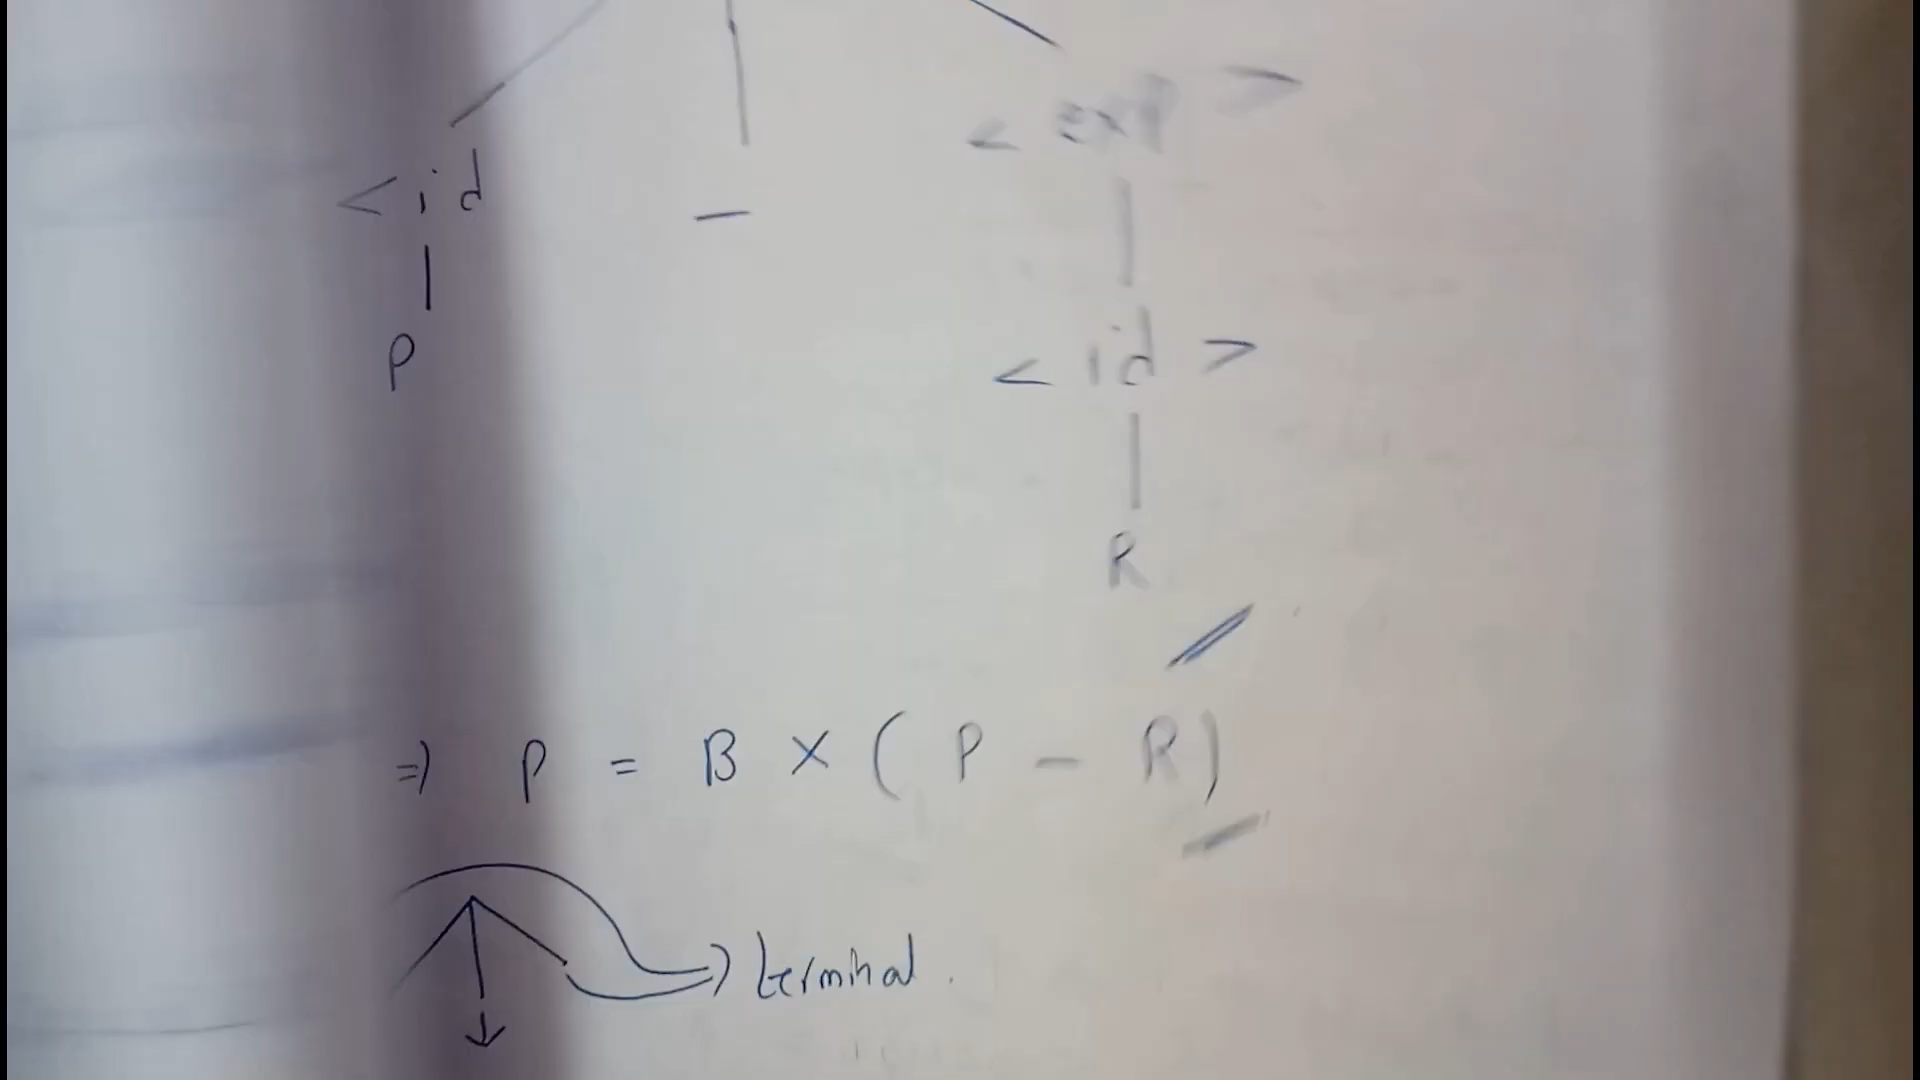 < exp >
< id
-
P
< id >
R
⇒ P = B × ( P - R )
terminal.